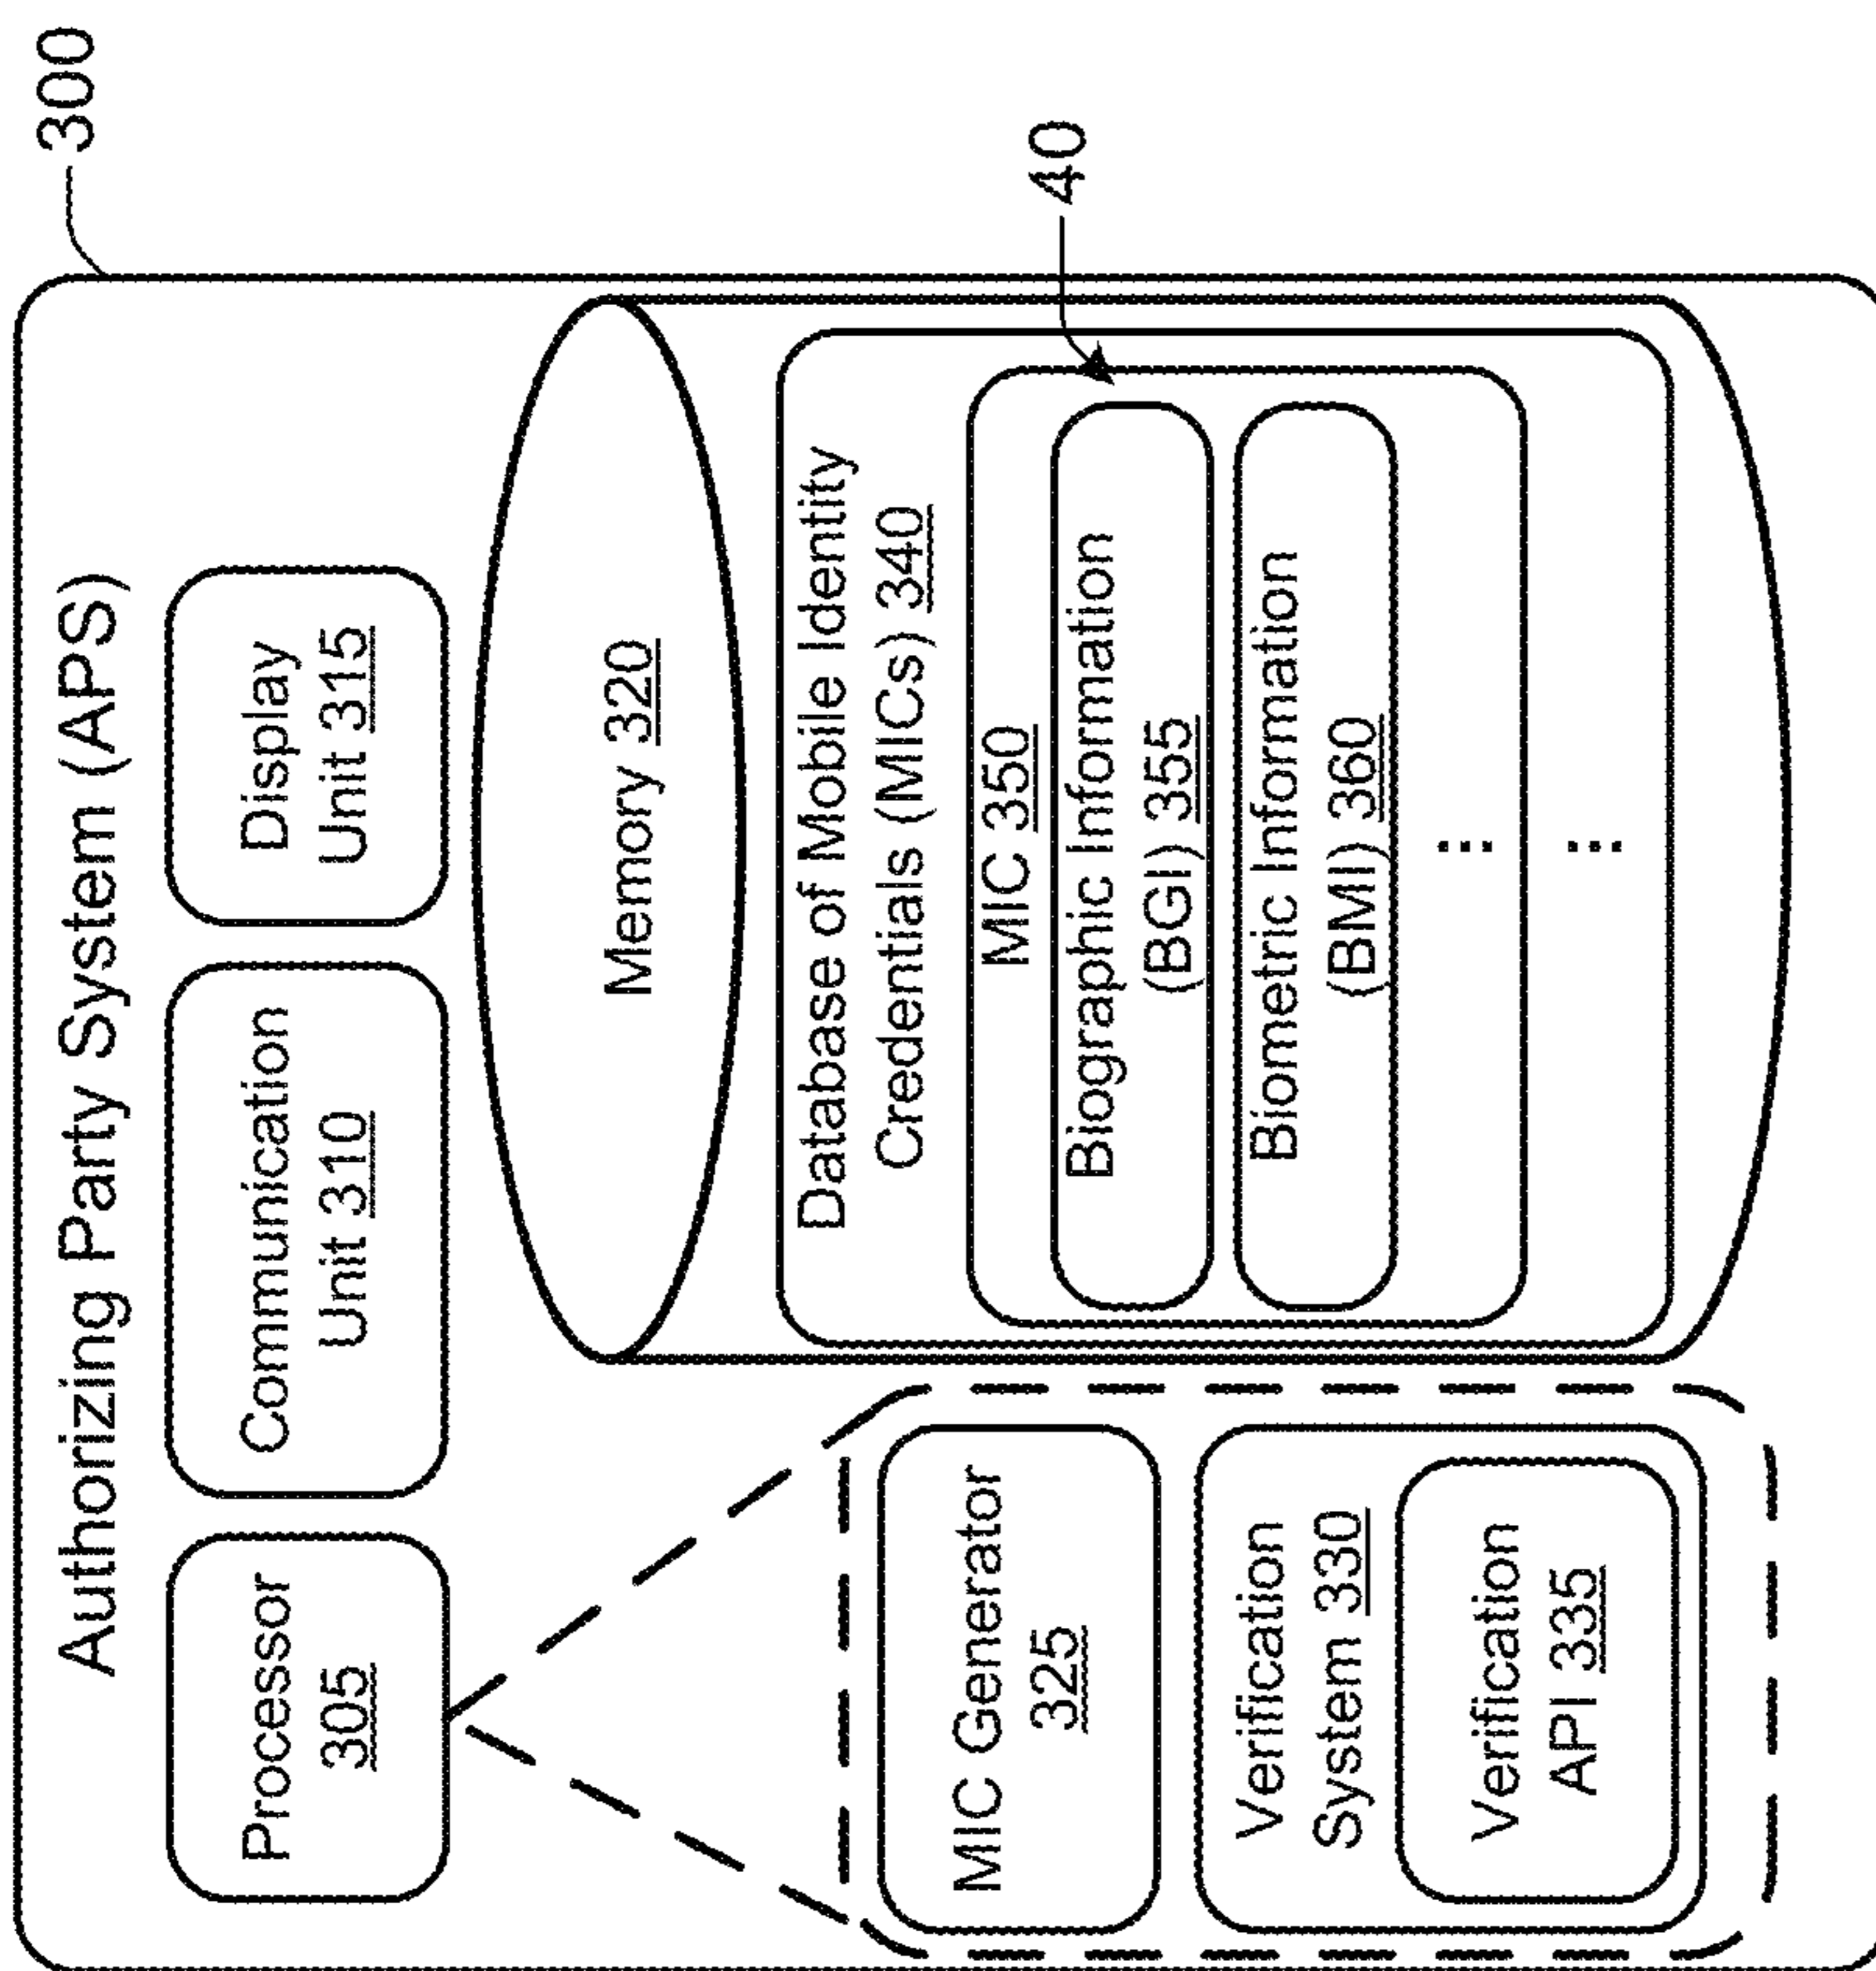 300
Authorizing Party System (APS)
Processor
305
Communication
Unit 310
Display
Unit 315
Memory 320
MIC Generator
325
Verification
System 330
Verification
API 335
Database of Mobile Identity
Credentials (MICs) 340
40
MIC 350
Biographic Information
(BGI) 355
Biometric Information
(BMI) 360
...
...